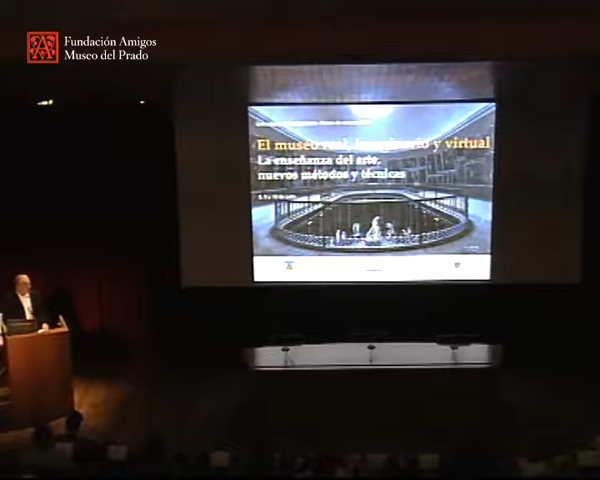 Fundación Amigos
Museo del Prado
El museo real, imaginario y virtual
La enseñanza del arte,
nuevos métodos y técnicas